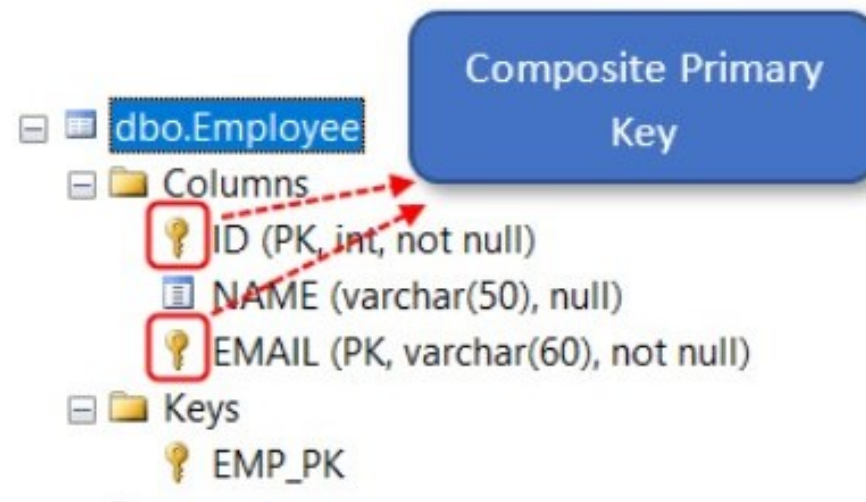 Composite Primary
Key
dbo.Employee
Columns
ID (PK, int, not null)
NAME (varchar(50), null)
EMAIL (PK, varchar(60), not null)
Keys
EMP_PK